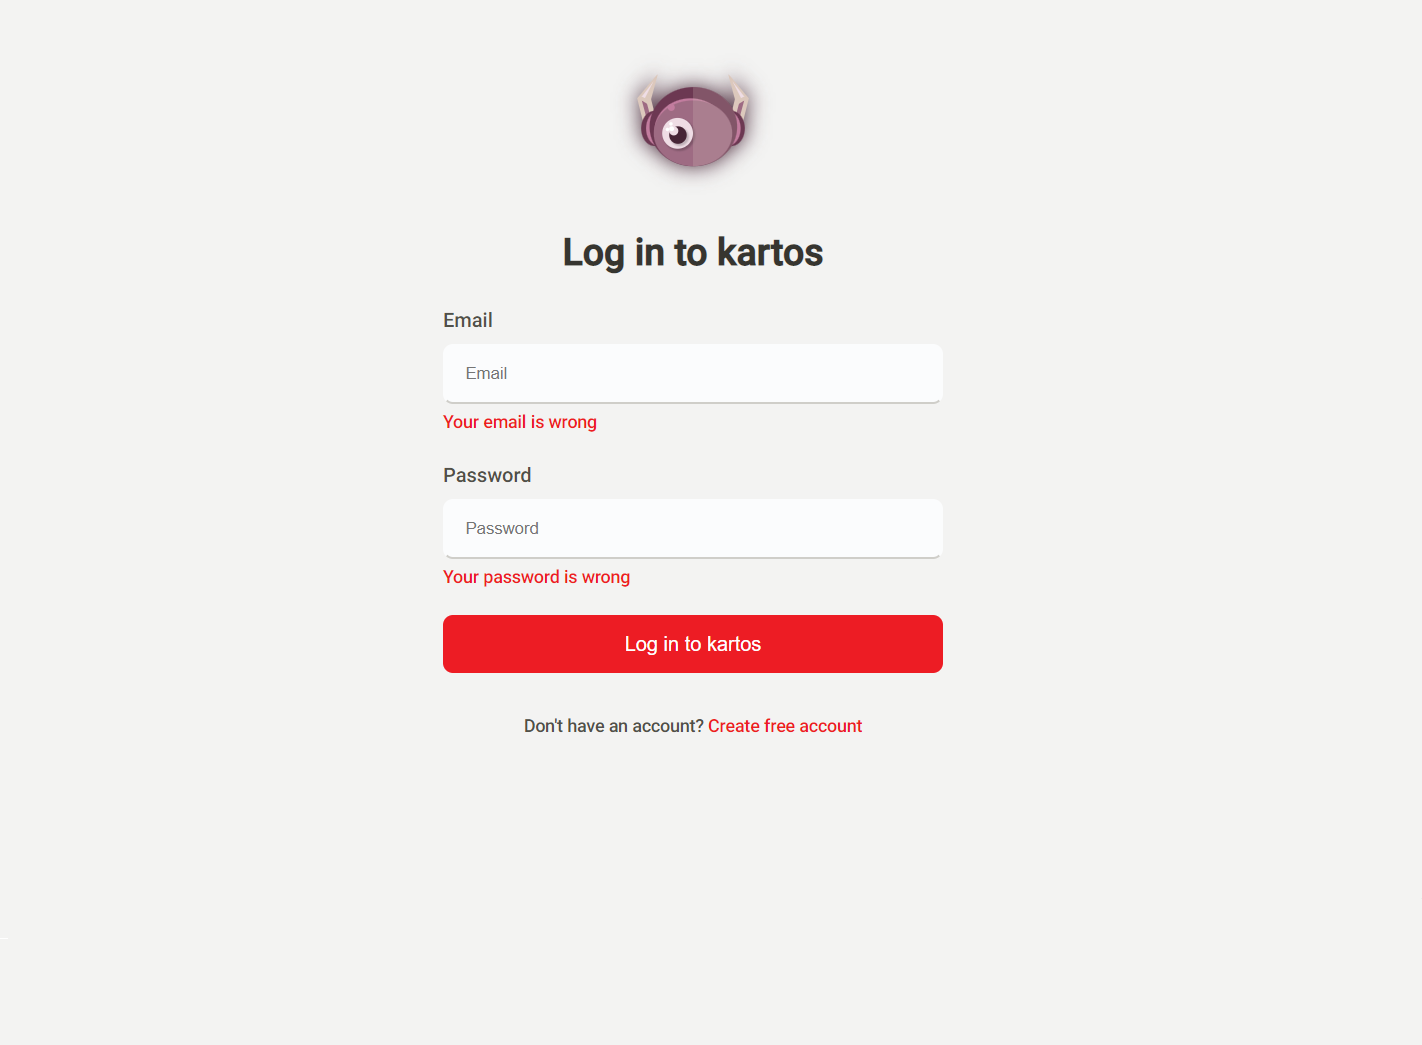 Log in to kartos
Email
Email
Your email is wrong
Password
Password
Your password is wrong
Log in to kartos
Don't have an account? Create free account